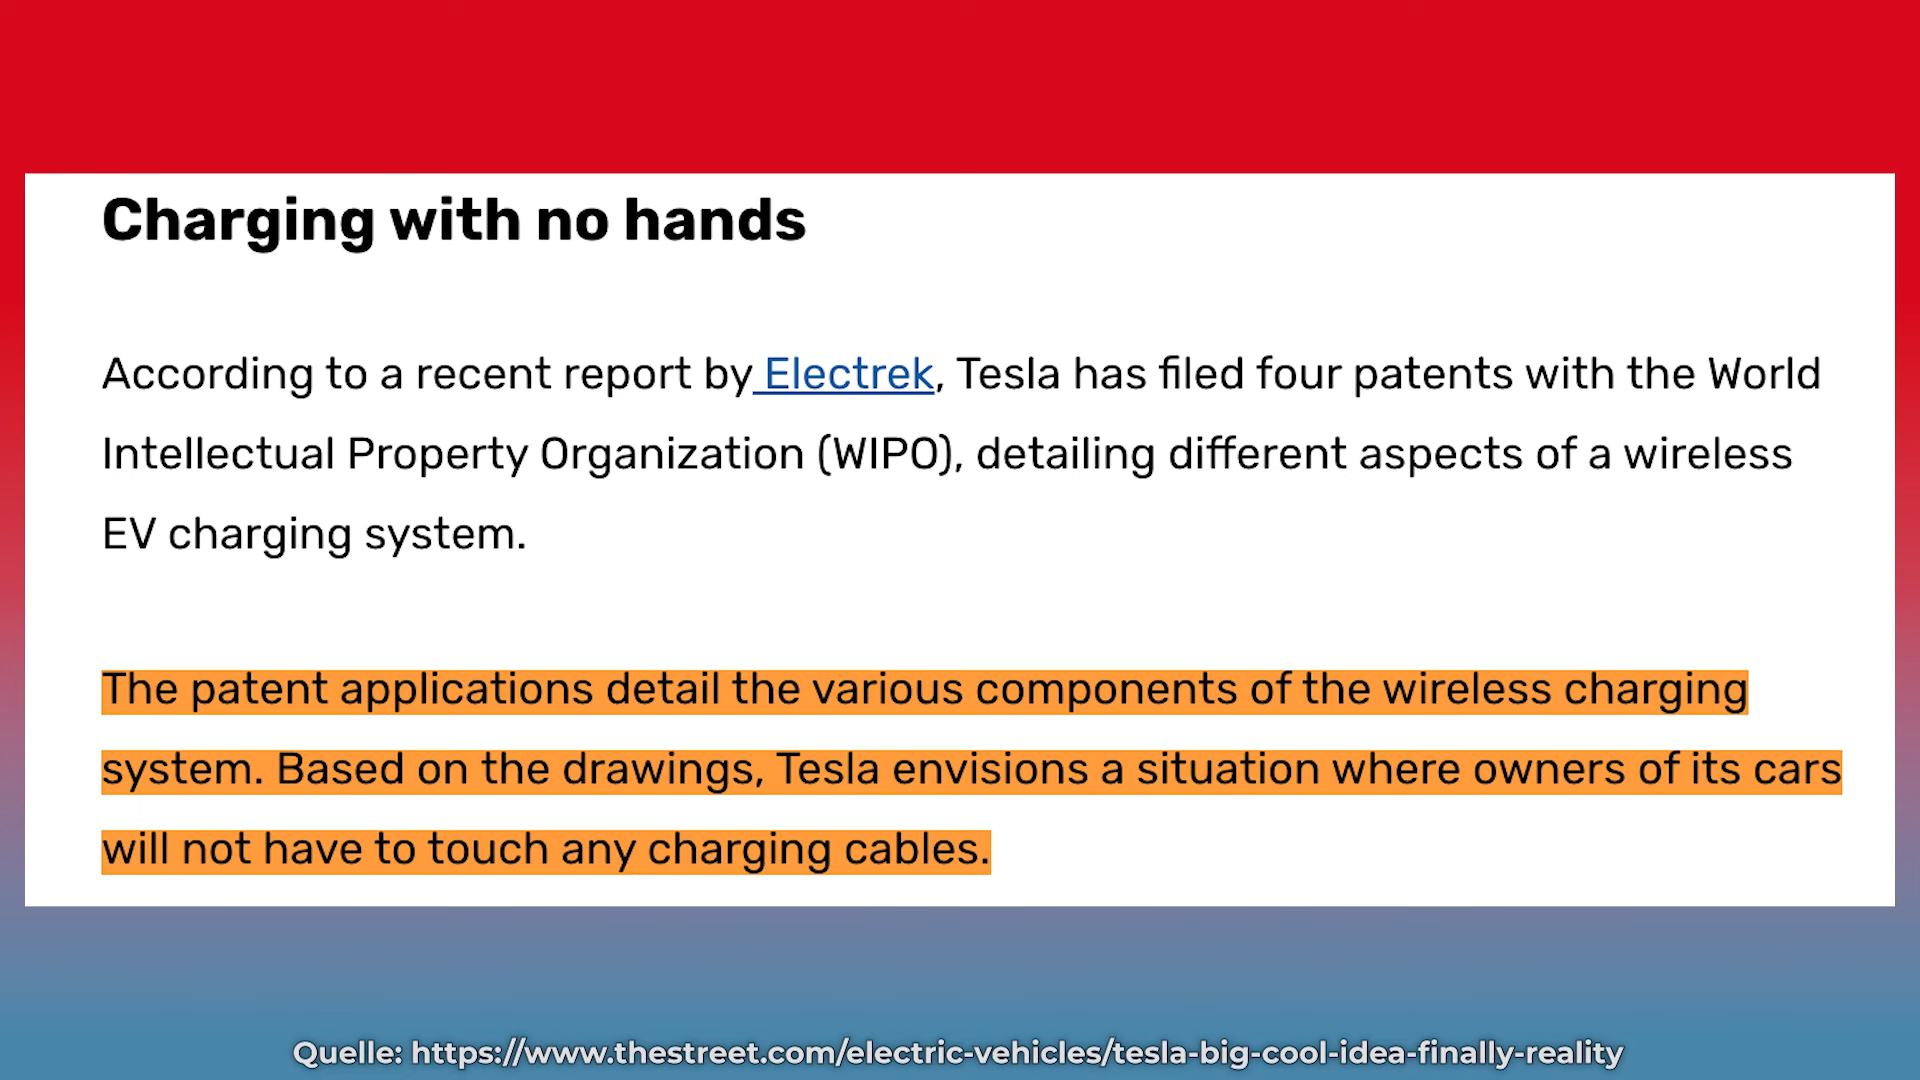 Charging with no hands
According to a recent report by Electrek, Tesla has filed four patents with the World
Intellectual Property Organization (WIPO), detailing different aspects of a wireless
EV charging system.
The patent applications detail the various components of the wireless charging
system. Based on the drawings, Tesla envisions a situation where owners of its cars
will not have to touch any charging cables.
Quelle: https://www.thestreet.com/electric-vehicles/tesla-big-cool-idea-finally-reality